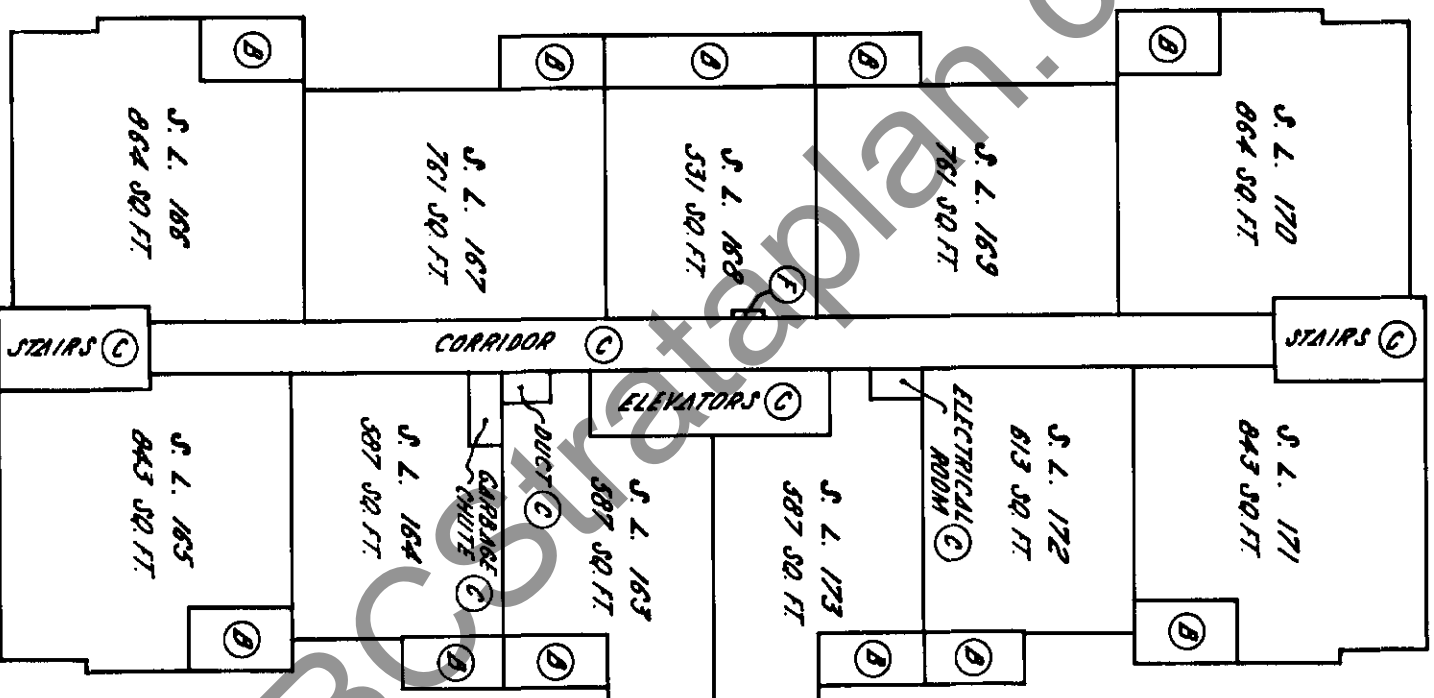 B
B
B
B
B
S. L. 166
864 SQ. FT.
S. L. 167
761 SQ. FT.
S. L. 168
531 SQ. FT.
S. L. 169
761 SQ. FT.
S. L. 170
864 SQ. FT.
F
STAIRS C
CORRIDOR C
STAIRS C
ELEVATORS C
DUCT C
GARBAGE
CHUTE C
ELECTRICAL
ROOM C
S. L. 165
843 SQ. FT.
S. L. 164
587 SQ. FT.
S. L. 163
587 SQ. FT.
S. L. 173
587 SQ. FT.
S. L. 172
613 SQ. FT.
S. L. 171
843 SQ. FT.
B
B
B
B
B
B
BCStrataplan.c